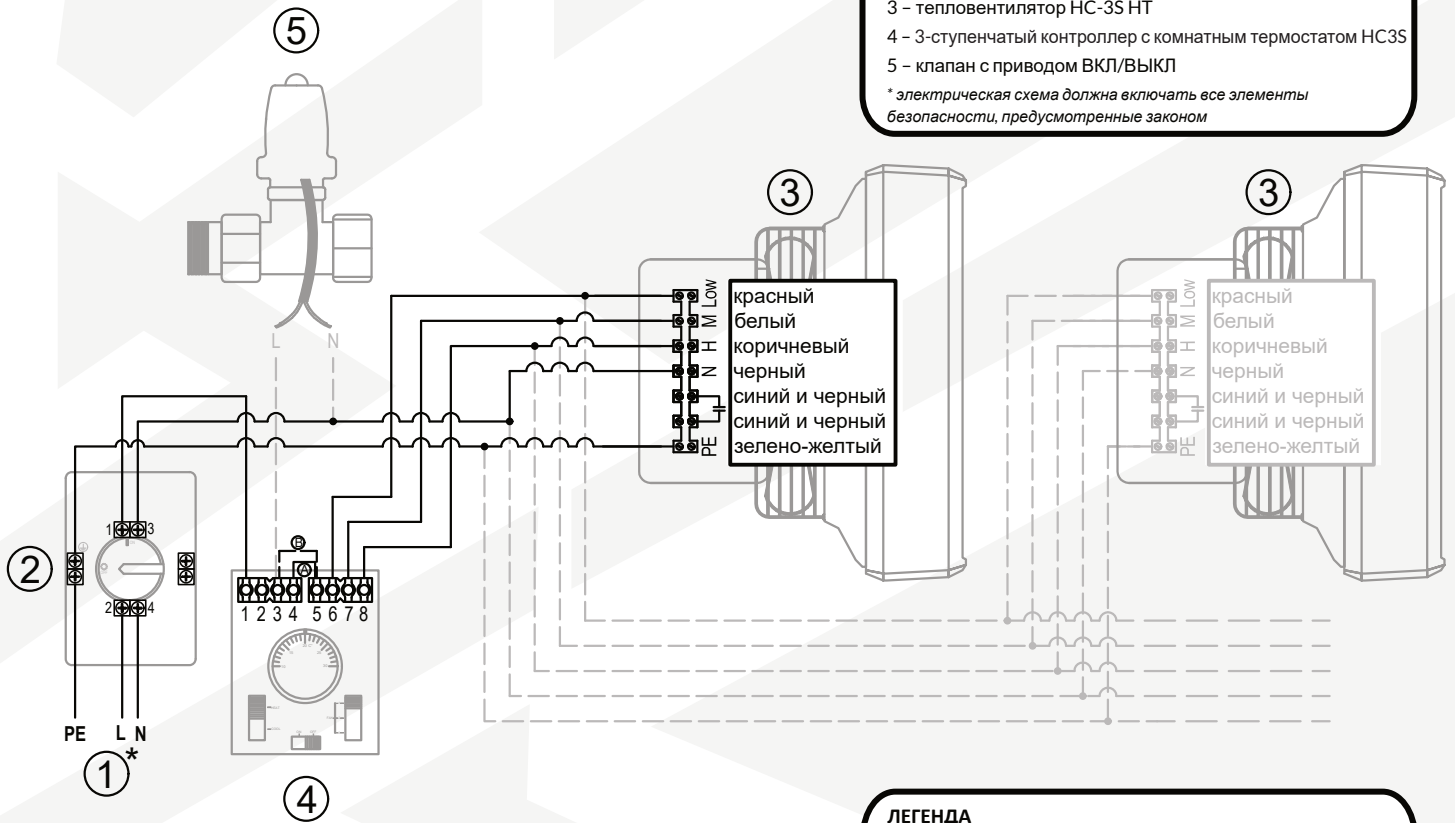 3 – тепловентилятор HC-3S HT
4 – 3-ступенчатый контроллер с комнатным термостатом HC3S
5 – клапан с приводом ВКЛ/ВЫКЛ
* электрическая схема должна включать все элементы
безопасности, предусмотренные законом
5
3
3
L N
Low красный
M белый
H коричневый
N черный
синий и черный
синий и черный
PE зелено-желтый
Low красный
M белый
H коричневый
N черный
синий и черный
синий и черный
PE зелено-желтый
1 3
2
2 4
B
A
1 2 3 4 5 6 7 8
PE L N
1 *
4
ЛЕГЕНДА